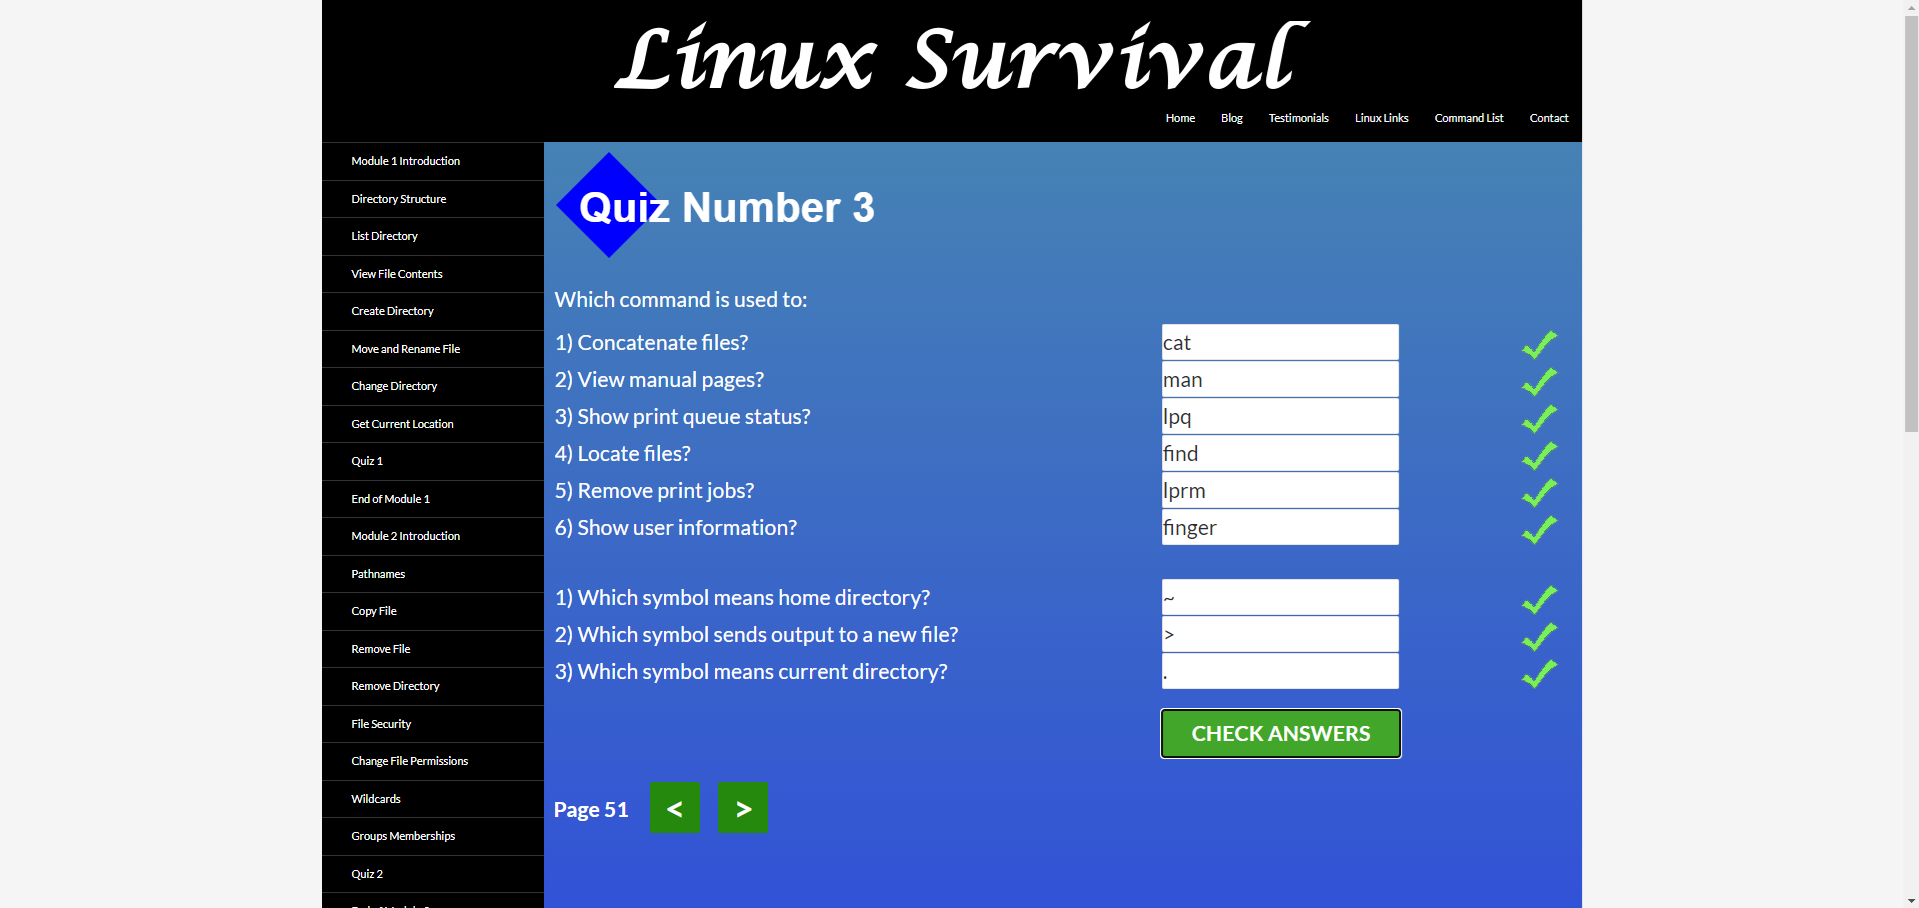 Linux Survival
Home Blog Testimonials Linux Links Command List Contact
Module 1 Introduction
Directory Structure
List Directory
View File Contents
Create Directory
Move and Rename File
Change Directory
Get Current Location
Quiz 1
End of Module 1
Module 2 Introduction
Pathnames
Copy File
Remove File
Remove Directory
File Security
Change File Permissions
Wildcards
Groups Memberships
Quiz 2
Quiz Number 3
Which command is used to:
1) Concatenate files? cat
2) View manual pages? man
3) Show print queue status? lpq
4) Locate files? find
5) Remove print jobs? lprm
6) Show user information? finger
1) Which symbol means home directory? ~
2) Which symbol sends output to a new file? >
3) Which symbol means current directory? .
CHECK ANSWERS
Page 51 < >